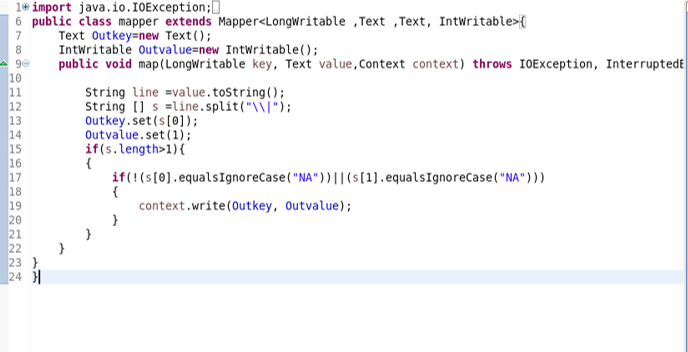 1 import java.io.IOException;
6 public class mapper extends Mapper<LongWritable ,Text ,Text, IntWritable>{
7 Text Outkey=new Text();
8 IntWritable Outvalue=new IntWritable();
9 public void map(LongWritable key, Text value,Context context) throws IOException, InterruptedE
10
11 String line =value.toString();
12 String [] s =line.split("\\|");
13 Outkey.set(s[0]);
14 Outvalue.set(1);
15 if(s.length>1){
16 {
17 if(!(s[0].equalsIgnoreCase("NA"))||(s[1].equalsIgnoreCase("NA")))
18 {
19 context.write(Outkey, Outvalue);
20 }
21 }
22 }
23 }
24 }